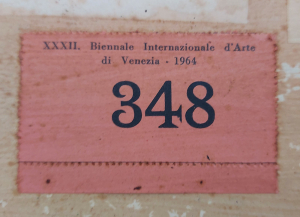 XXXII. Biennale Internazionale d'Arte
di Venezia - 1964
348